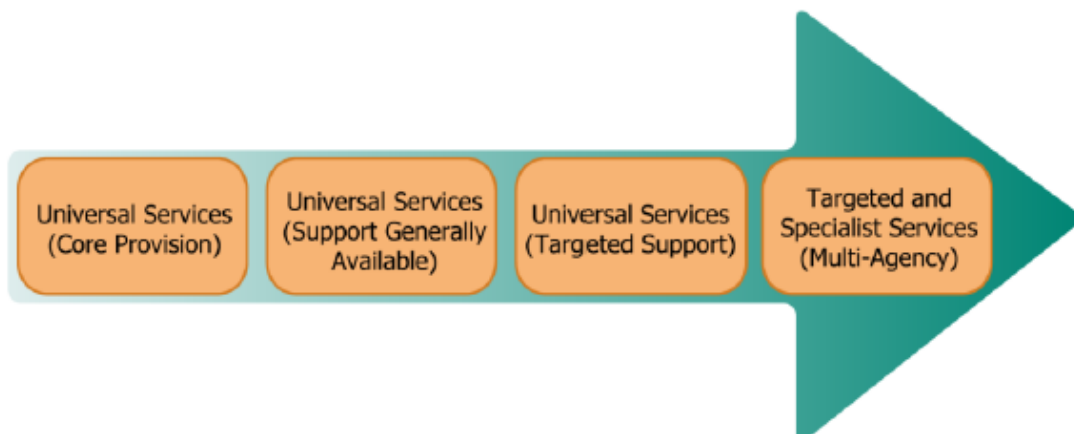 Universal Services
(Core Provision)
Universal Services
(Support Generally
Available)
Universal Services
(Targeted Support)
Targeted and
Specialist Services
(Multi-Agency)